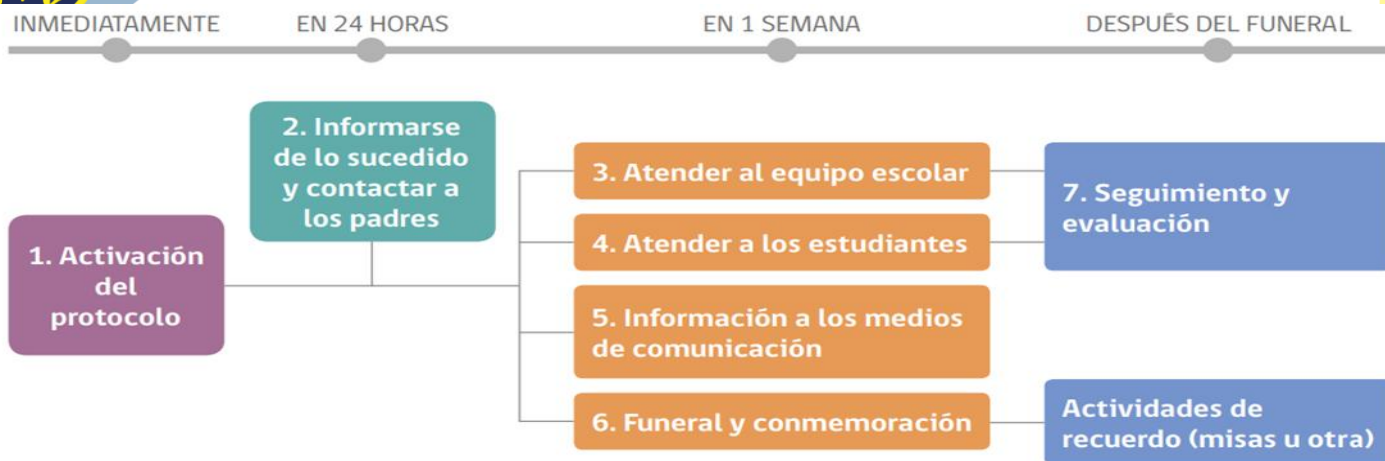 INMEDIATAMENTE
EN 24 HORAS
EN 1 SEMANA
DESPUÉS DEL FUNERAL
1. Activación
del
protocolo
2. Informarse
de lo sucedido
y contactar a
los padres
3. Atender al equipo escolar
4. Atender a los estudiantes
5. Información a los medios
de comunicación
6. Funeral y conmemoración
7. Seguimiento y
evaluación
Actividades de
recuerdo (misas u otra)